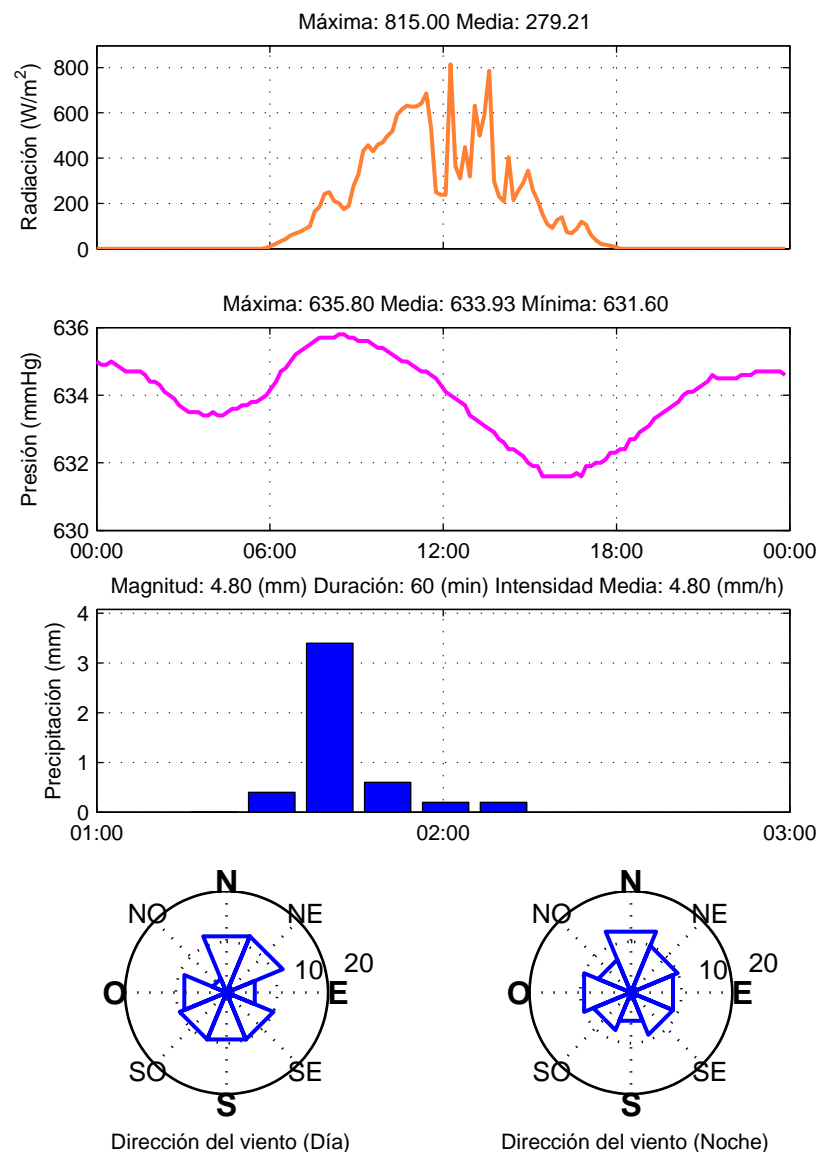 Máxima: 815.00 Media: 279.21
Radiación (W/m²)
800
600
400
200
0
Máxima: 635.80 Media: 633.93 Mínima: 631.60
Presión (mmHg)
636
634
632
630
00:00 06:00 12:00 18:00 00:00
Magnitud: 4.80 (mm) Duración: 60 (min) Intensidad Media: 4.80 (mm/h)
Precipitación (mm)
4
3
2
1
0
01:00 02:00 03:00
N
NO NE
10 20
O E
SO SE
S
Dirección del viento (Día)
N
NO NE
10 20
O E
SO SE
S
Dirección del viento (Noche)